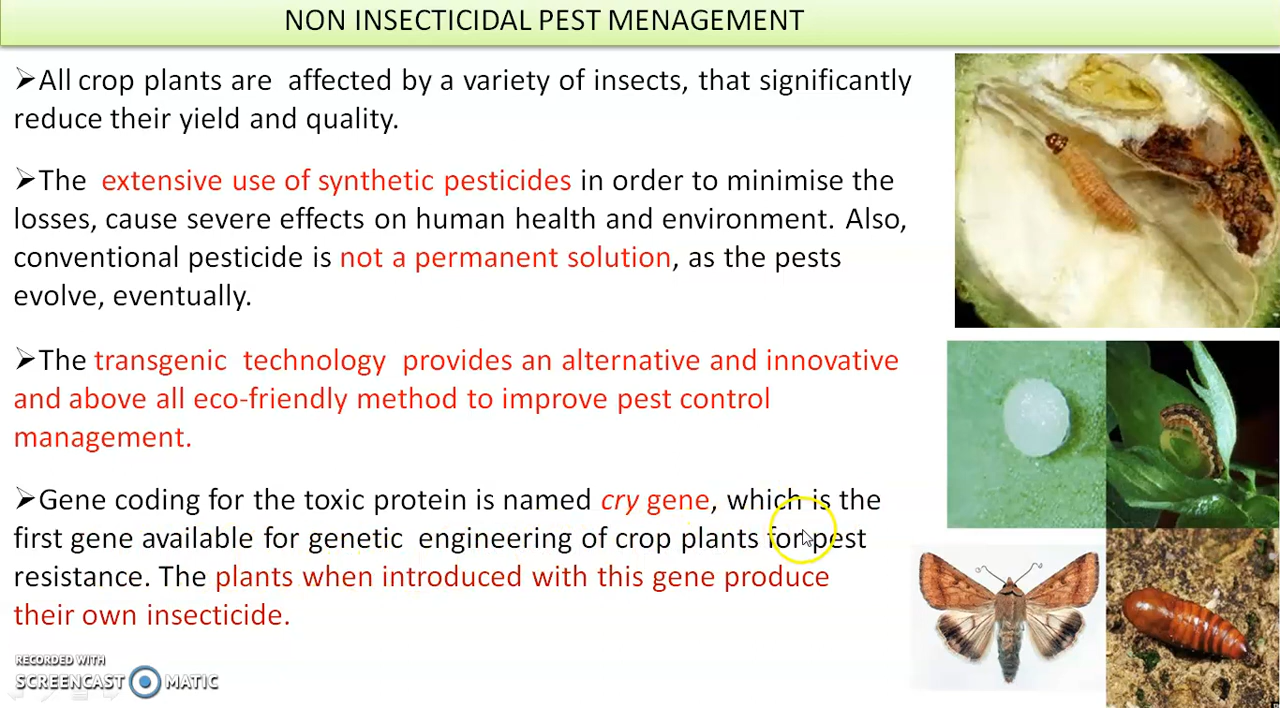 NON INSECTICIDAL PEST MENAGEMENT
➢All crop plants are affected by a variety of insects, that significantly
reduce their yield and quality.
➢The extensive use of synthetic pesticides in order to minimise the
losses, cause severe effects on human health and environment. Also,
conventional pesticide is not a permanent solution, as the pests
evolve, eventually.
➢The transgenic technology provides an alternative and innovative
and above all eco-friendly method to improve pest control
management.
➢Gene coding for the toxic protein is named cry gene, which is the
first gene available for genetic engineering of crop plants for pest
resistance. The plants when introduced with this gene produce
their own insecticide.
RECORDED WITH
SCREENCAST MATIC